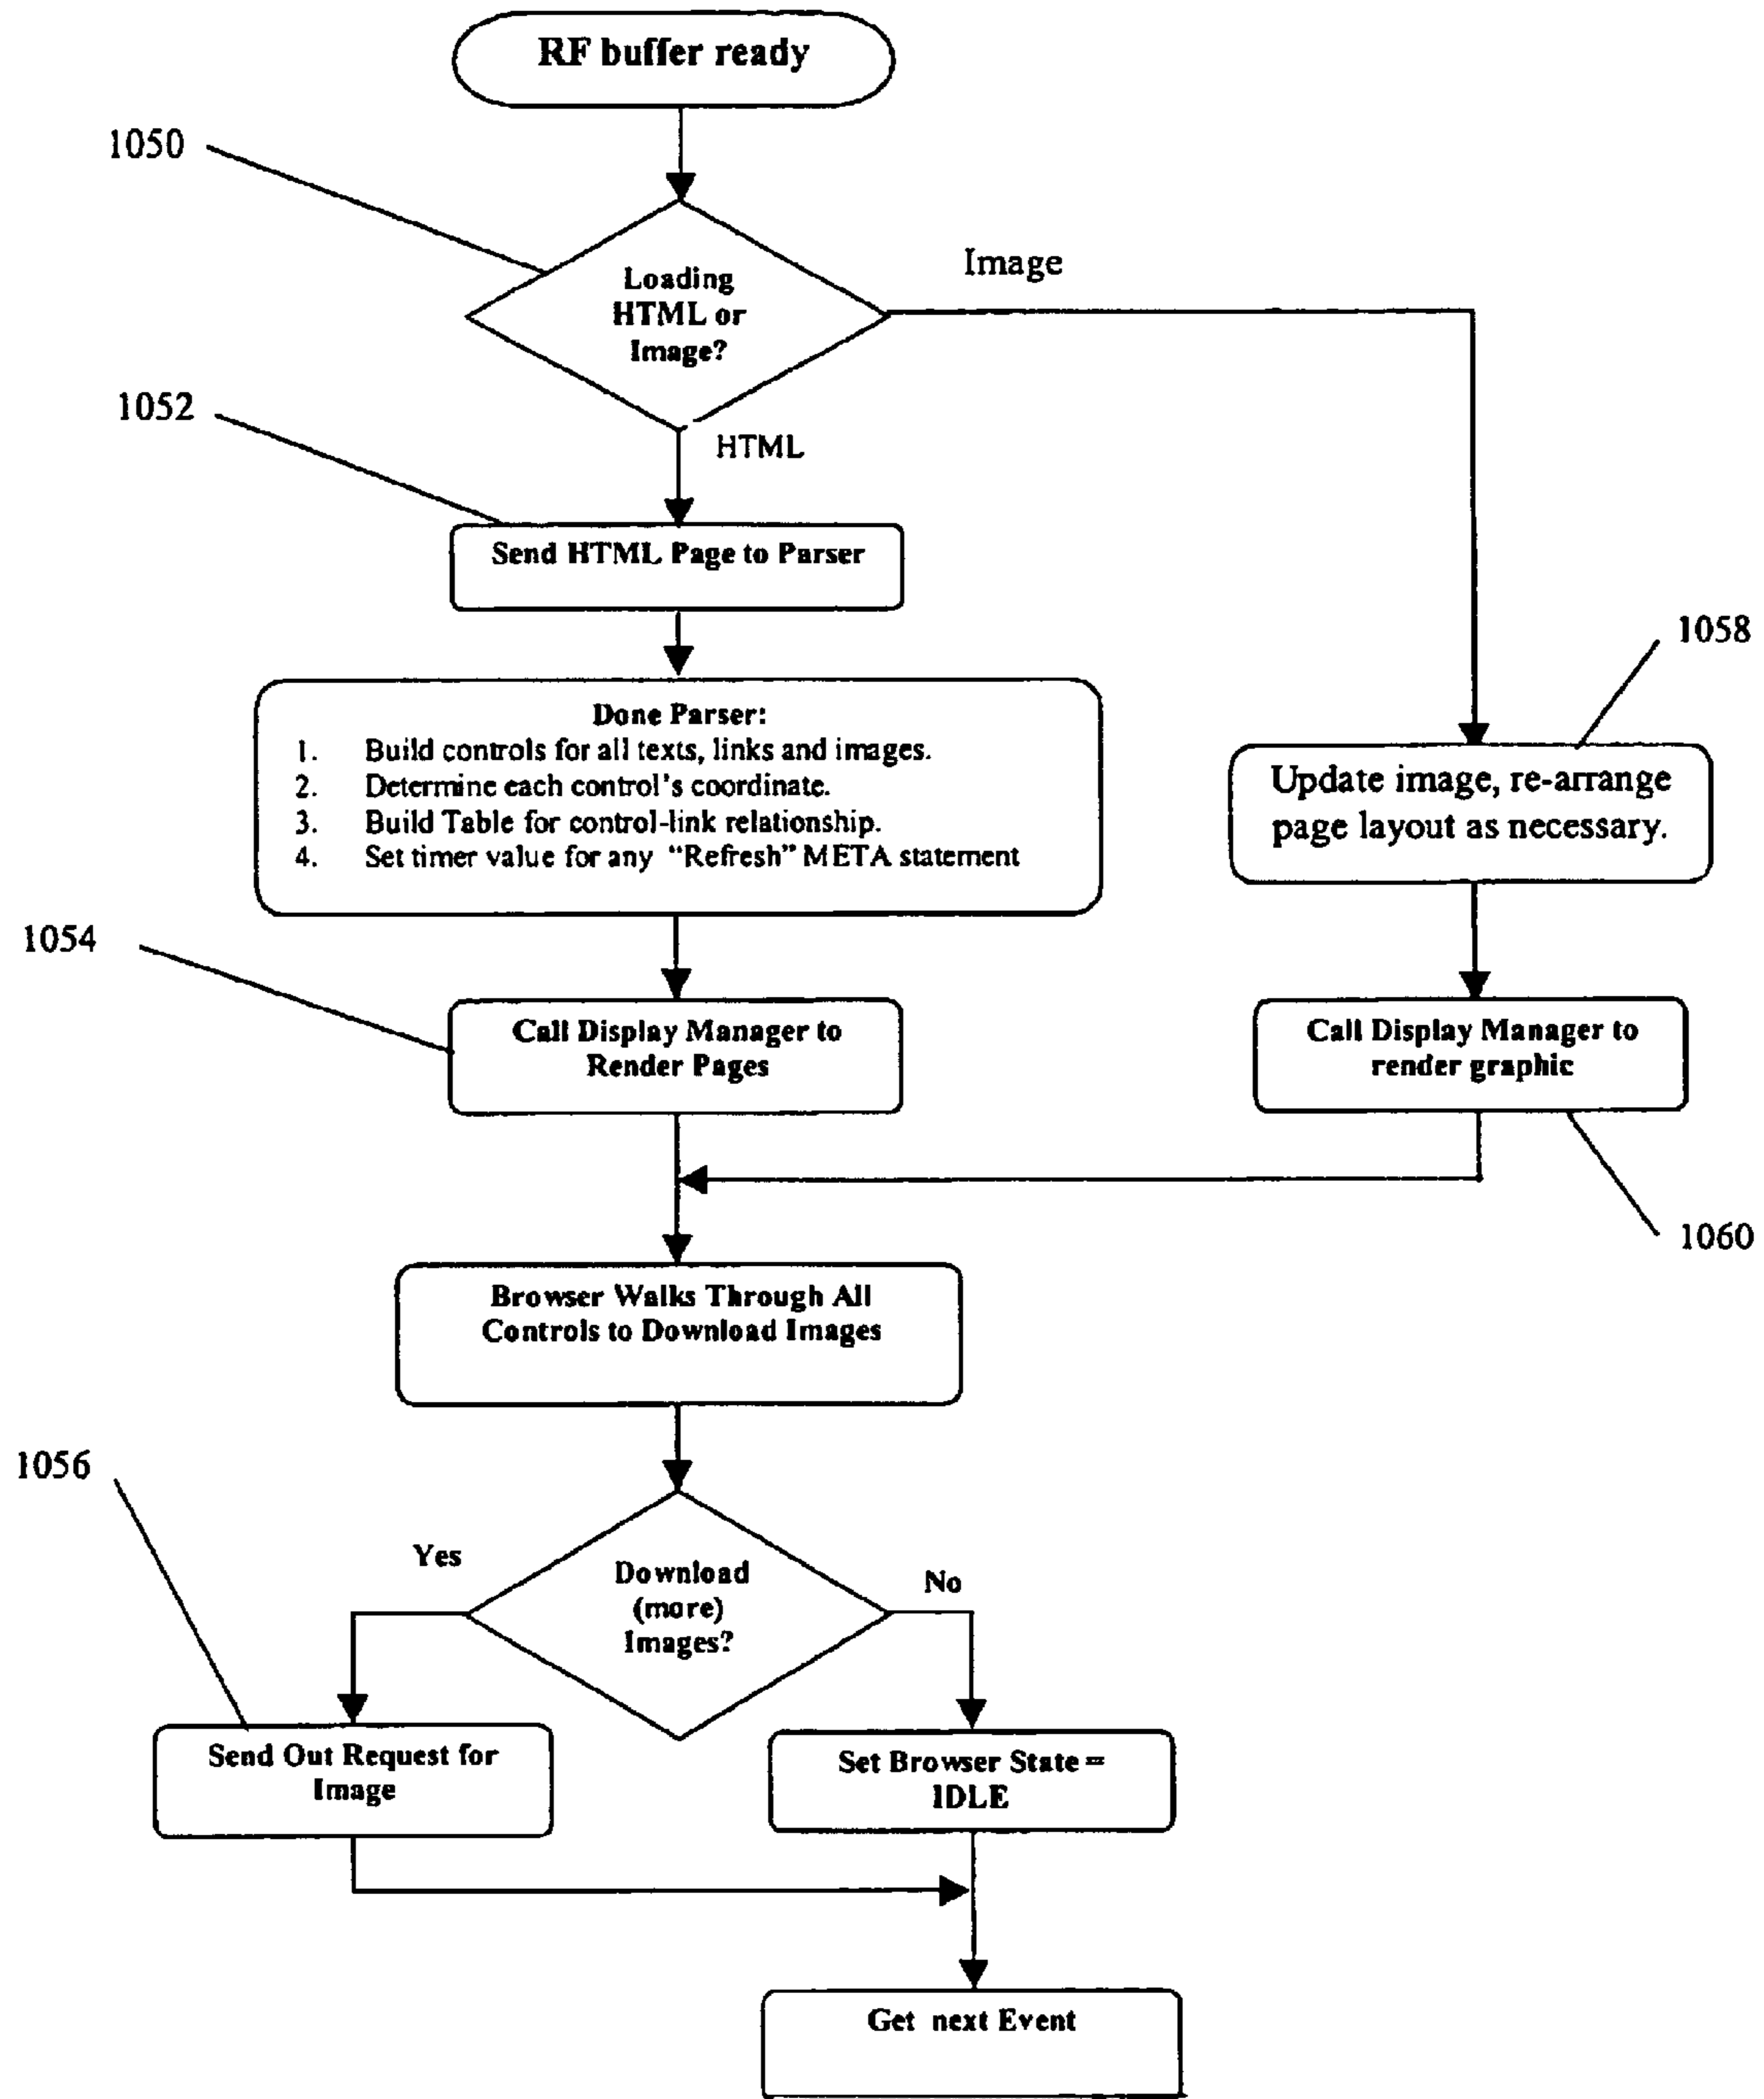 RF buffer ready
1050
Loading
HTML or
Image?
Image
1052
HTML
Send HTML Page to Parser
1058
Done Parser:
1. Build controls for all texts, links and images.
2. Determine each control's coordinate.
3. Build Table for control-link relationship.
4. Set timer value for any “Refresh” META statement
Update image, re-arrange
page layout as necessary.
1054
Call Display Manager to
Render Pages
Call Display Manager to
render graphic
1060
Browser Walks Through All
Controls to Download Images
1056
Yes
Download
(more)
Images?
No
Send Out Request for
Image
Set Browser State =
IDLE
Get next Event